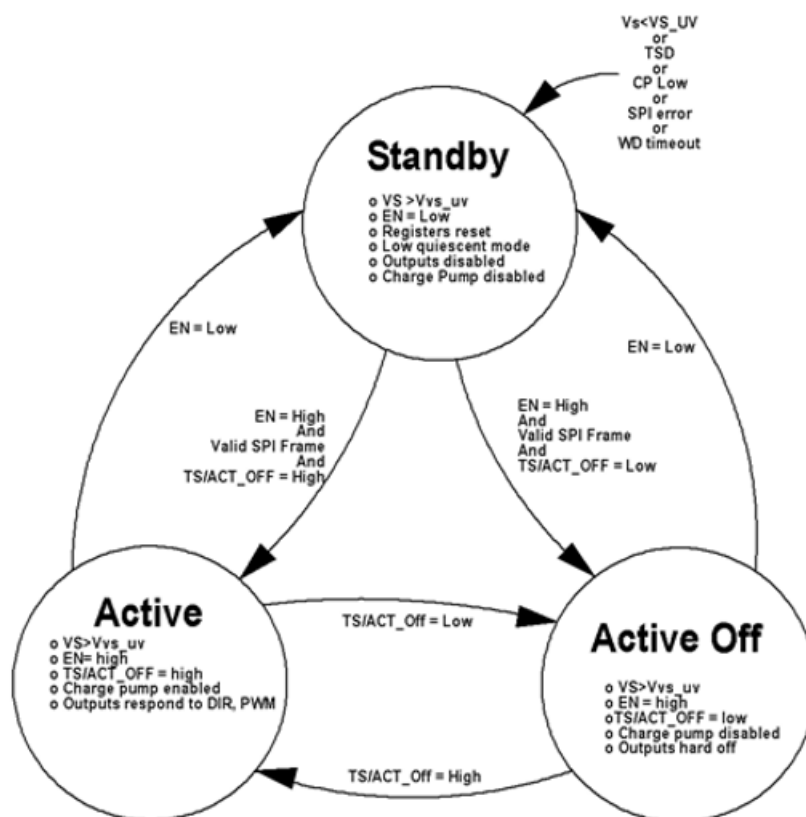 Vs<VS_UV
or
TSD
or
CP Low
or
SPI error
or
WD timeout
Standby
o VS >Vvs_uv
o EN = Low
o Registers reset
o Low quiescent mode
o Outputs disabled
o Charge Pump disabled
EN = Low
EN = Low
EN = High
And
Valid SPI Frame
And
TS/ACT_OFF = High
EN = High
And
Valid SPI Frame
And
TS/ACT_OFF = Low
Active
o VS>Vvs_uv
o EN= high
o TS/ACT_OFF = high
o Charge pump enabled
o Outputs respond to DIR, PWM
TS/ACT_Off = Low
Active Off
o VS>Vvs_uv
o EN = high
oTS/ACT_OFF = low
o Charge pump disabled
o Outputs hard off
TS/ACT_Off = High